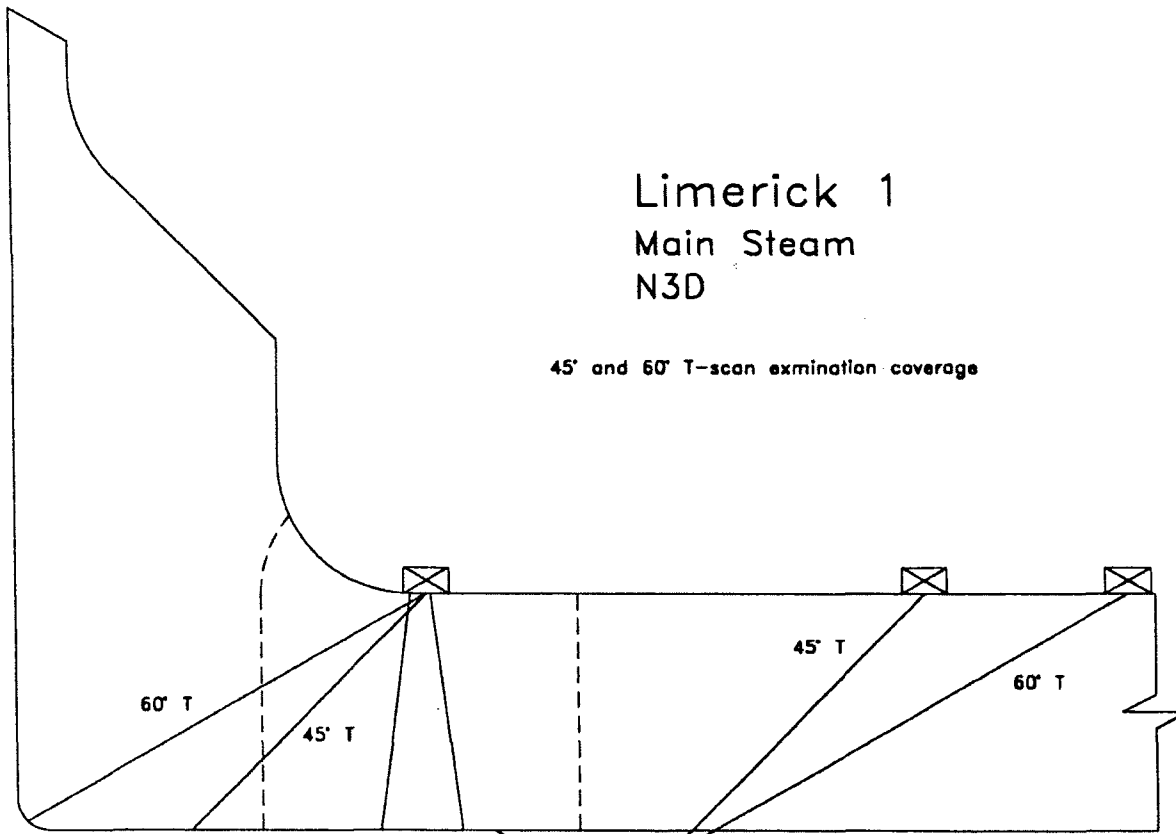 Limerick 1
Main Steam
N3D
45° and 60° T-scan exmination coverage
45° T
60° T
60° T
45° T